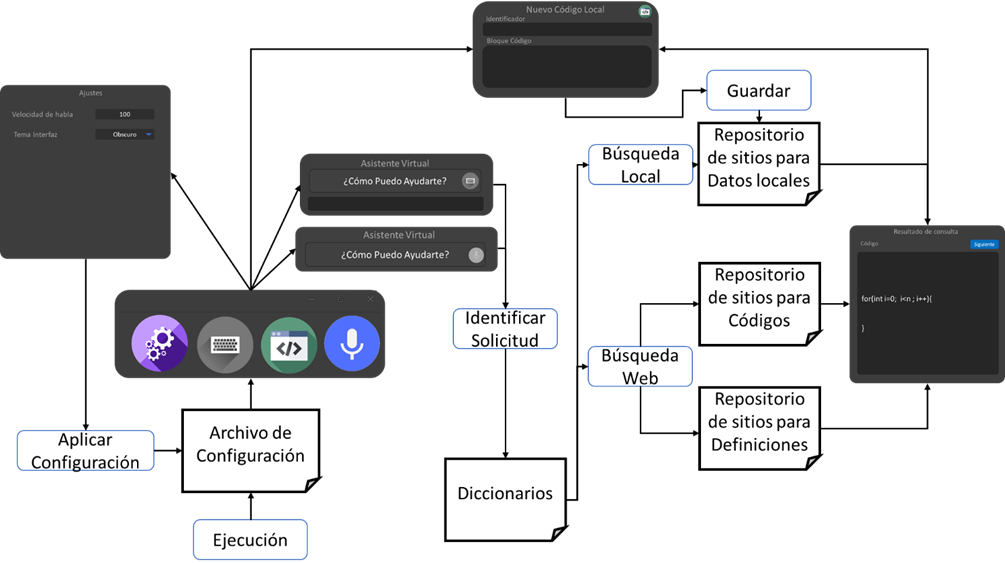 Nuevo Código Local
Identificador
Bloque Código
Ajustes
Velocidad de habla 100
Tema Interfaz Obscuro
Guardar
Asistente Virtual
¿Cómo Puedo Ayudarte?
Asistente Virtual
¿Cómo Puedo Ayudarte?
Búsqueda
Local
Repositorio
de sitios para
Datos locales
Resultado de consulta
Código Siguiente
for(int i=0; i<n ; i++){
}
Repositorio
de sitios para
Códigos
Identificar
Solicitud
Búsqueda
Web
Repositorio
de sitios para
Definiciones
</>
Aplicar
Configuración
Archivo de
Configuración
Diccionarios
Ejecución